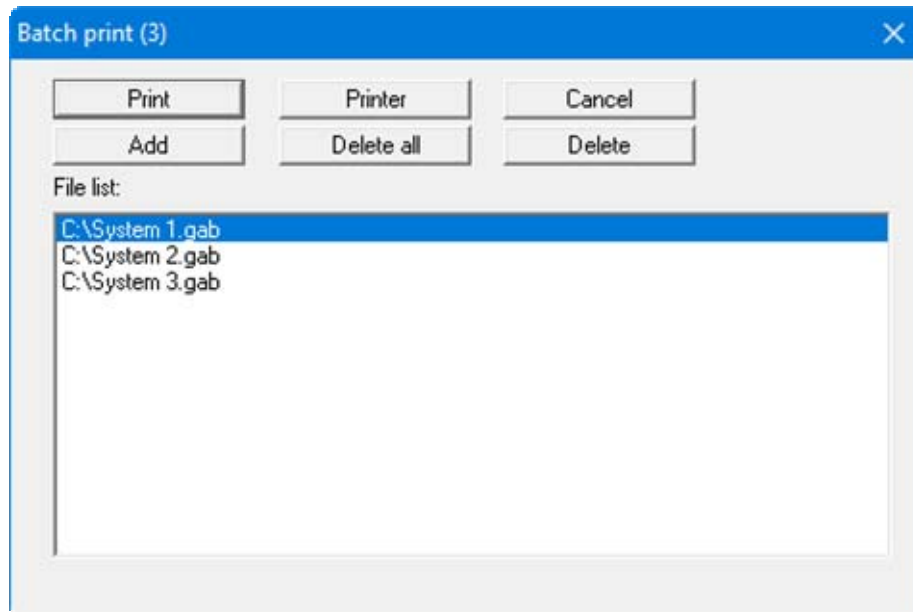 Batch print (3)
Print Printer Cancel
Add Delete all Delete
File list:
C:\System 1.gab
C:\System 2.gab
C:\System 3.gab